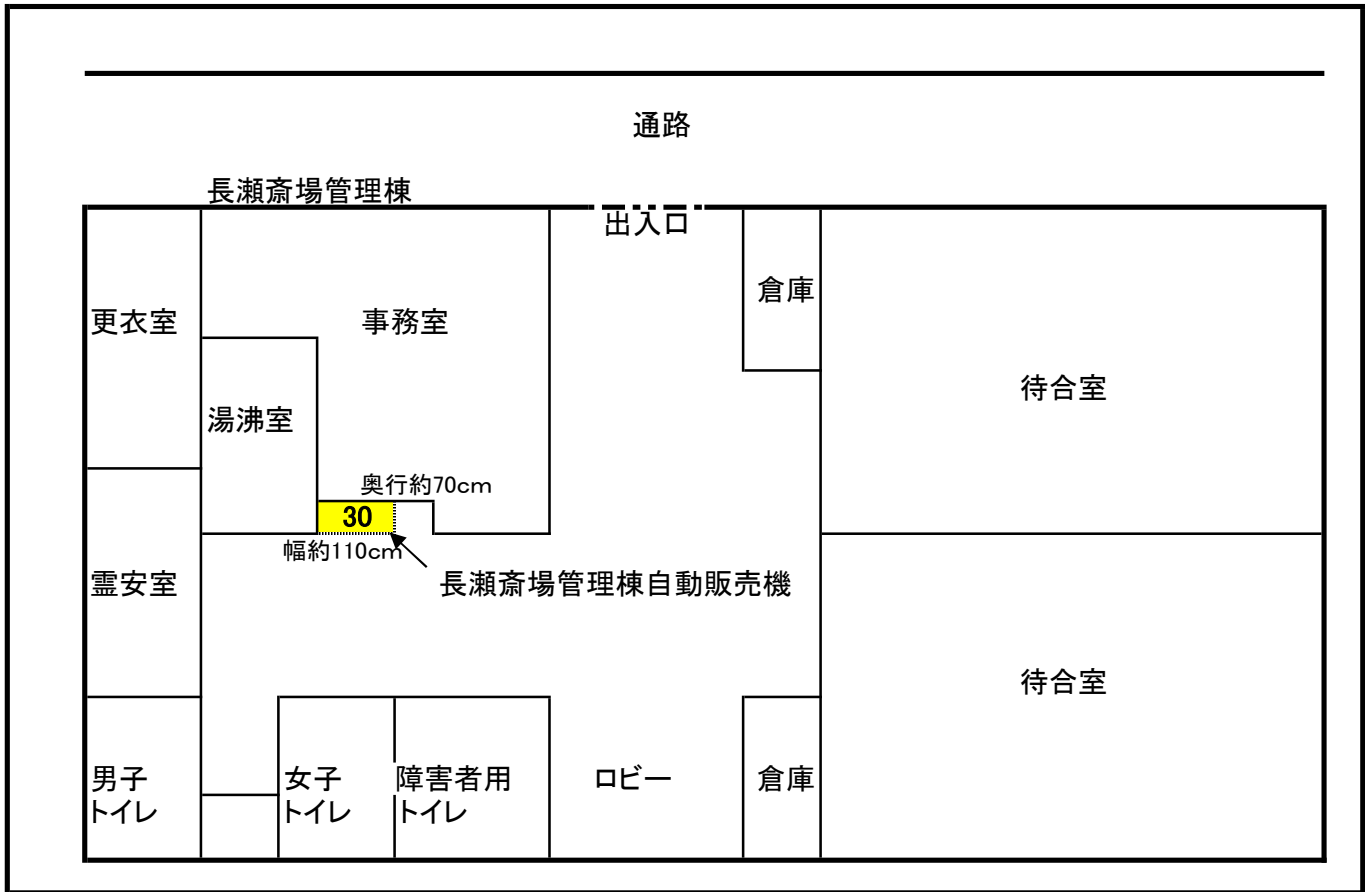 通路
長瀬斎場管理棟
出入口
倉庫
更衣室
事務室
待合室
湯沸室
奥行約70cm
30
幅約110cm
霊安室
長瀬斎場管理棟自動販売機
待合室
男子
トイレ
女子
トイレ
障害者用
トイレ
ロビー
倉庫